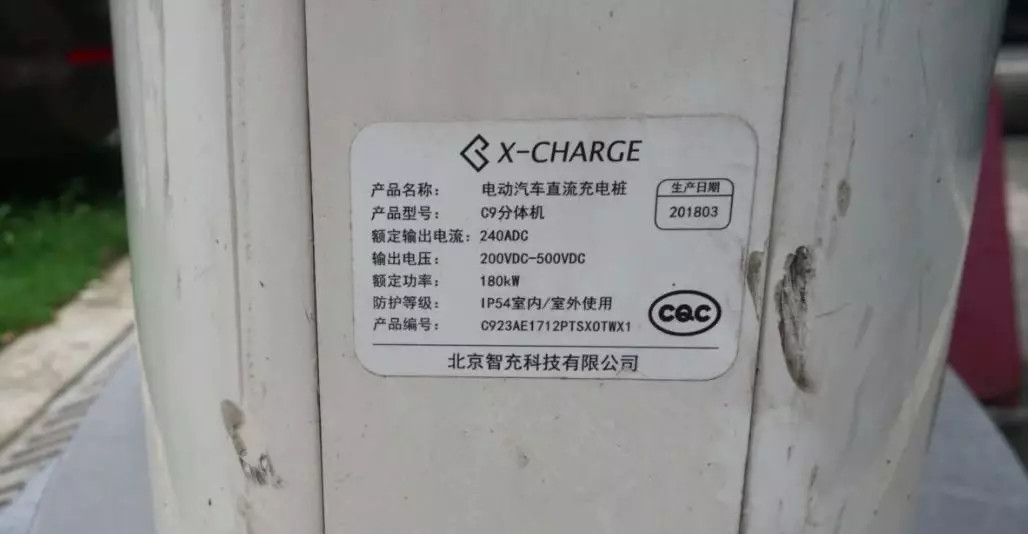 X-CHARGE
产品名称： 电动汽车直流充电桩
生产日期
产品型号： C9分体机
201803
额定输出电流： 240ADC
输出电压： 200VDC-500VDC
额定功率： 180kW
防护等级： IP54室内/室外使用
CQC
产品编号： C923AE1712PTSX0TWX1
北京智充科技有限公司